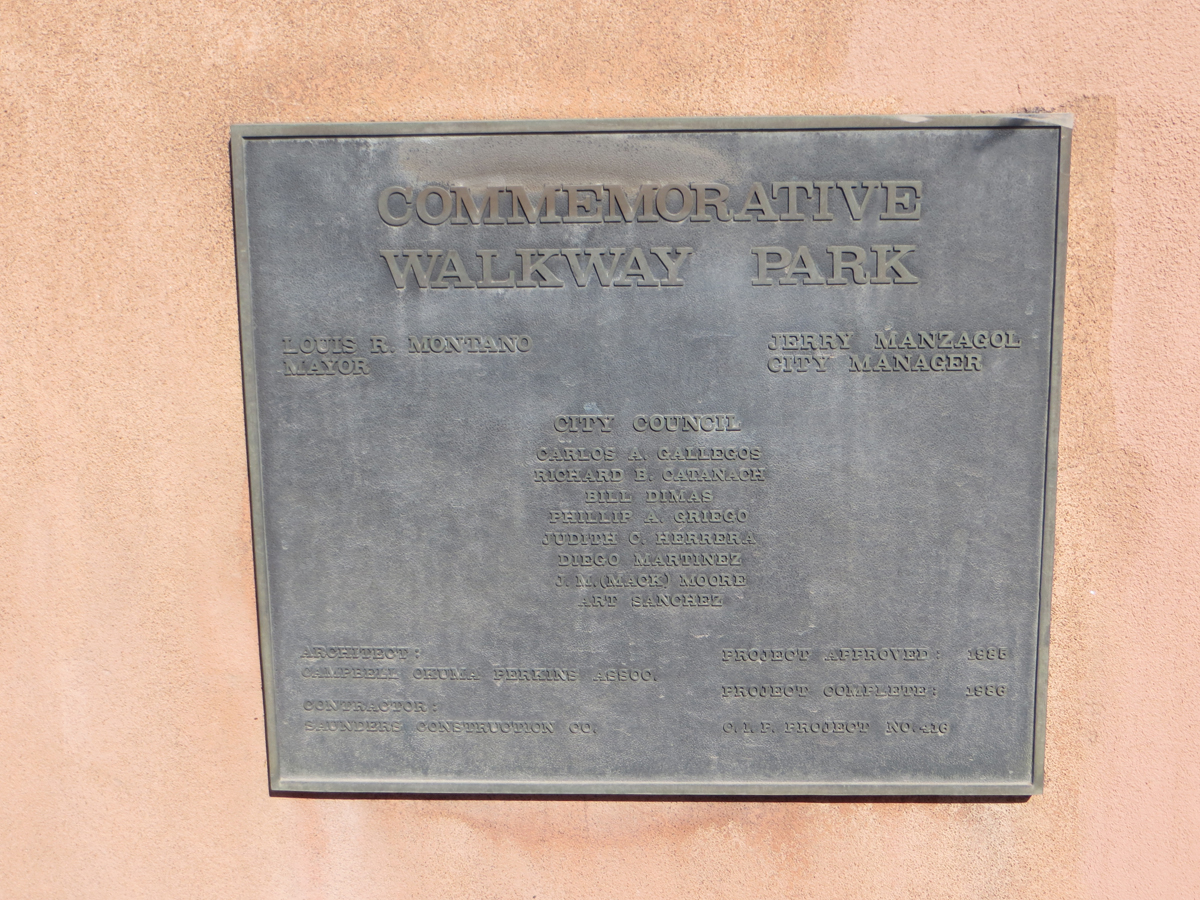 COMMEMORATIVE
WALKWAY PARK
LOUIS R. MONTANO
MAYOR
JERRY MANZAGOL
CITY MANAGER
CITY COUNCIL
CARLOS A. GALLEGOS
RICHARD B. CATANACH
BILL DIMAS
PHILLIP A. GRIEGO
JUDITH C. HERRERA
DIEGO MARTINEZ
J. M. (MACK) MOORE
ART SANCHEZ
ARCHITECT:
CAMPBELL OKUMA PERKINS ASSOC.
CONTRACTOR:
SAUNDERS CONSTRUCTION CO.
PROJECT APPROVED: 1985
PROJECT COMPLETE: 1986
C.I.P. PROJECT NO. 416